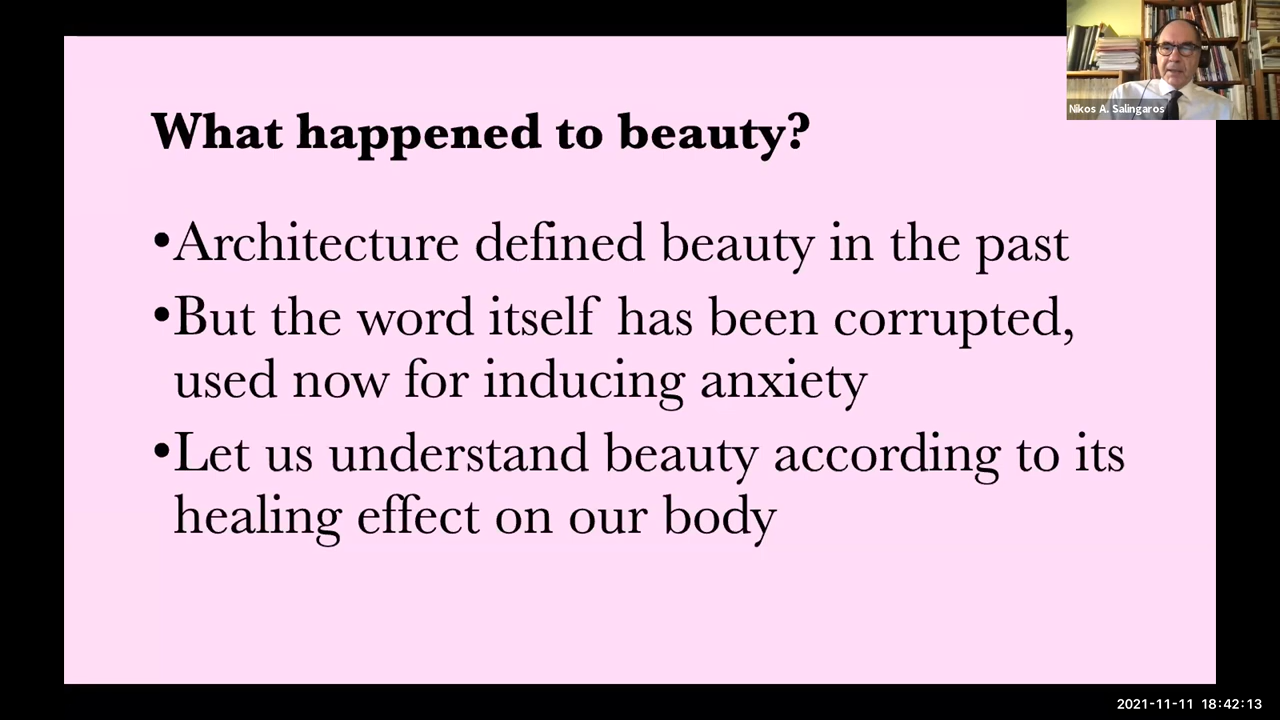 What happened to beauty?
•Architecture defined beauty in the past
•But the word itself has been corrupted,
used now for inducing anxiety
•Let us understand beauty according to its
healing effect on our body
Nikos A. Salingaros
2021-11-11 18:42:13